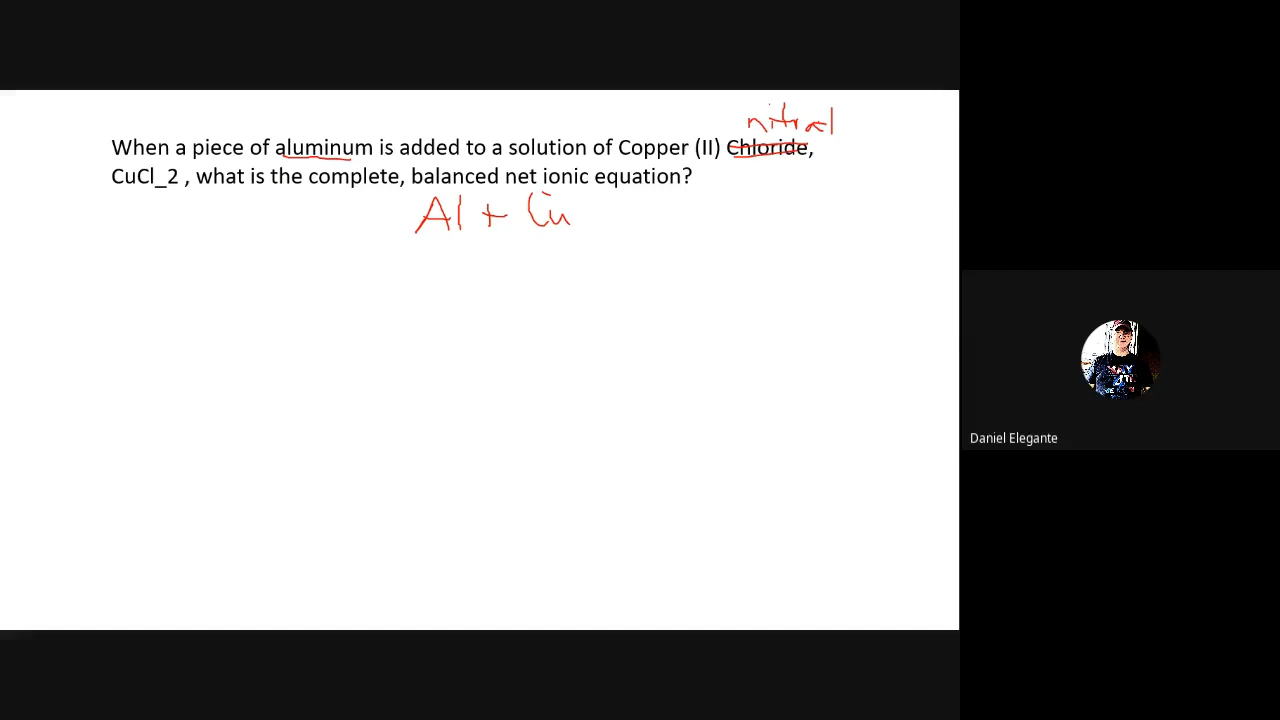 nitrat
When a piece of aluminum is added to a solution of Copper (II) Chloride,
CuCl_2 , what is the complete, balanced net ionic equation?
Al + Cu
Daniel Elegante